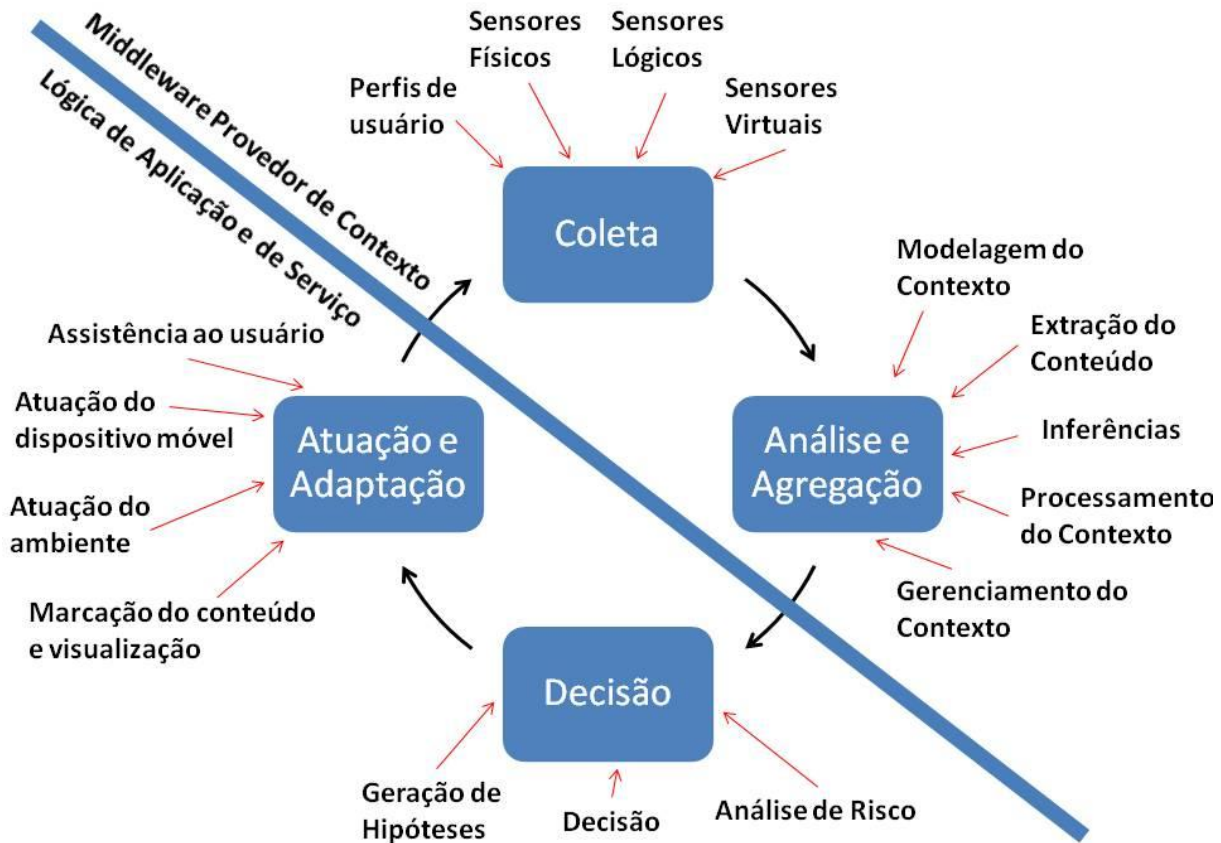 Middleware Provedor de Contexto
Lógica de Aplicação e de Serviço
Perfis de
usuário
Sensores
Físicos
Sensores
Lógicos
Sensores
Virtuais
Coleta
Modelagem do
Contexto
Extração do
Conteúdo
Inferências
Processamento
do Contexto
Gerenciamento do
Contexto
Análise e
Agregação
Assistência ao usuário
Atuação do
dispositivo móvel
Atuação do
ambiente
Marcação do conteúdo
e visualização
Atuação e
Adaptação
Decisão
Geração de
Hipóteses
Decisão
Análise de Risco